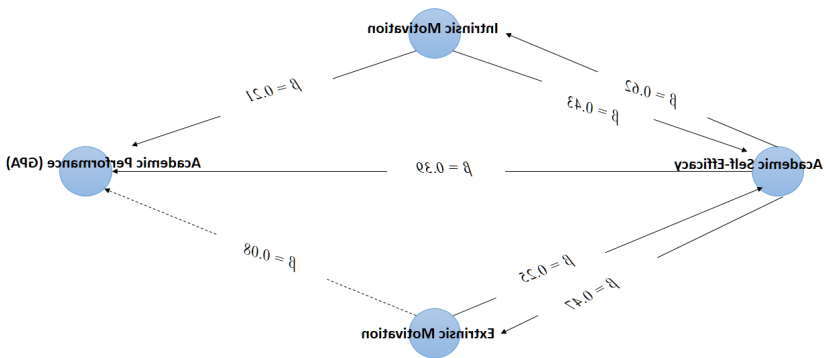 Intrinsic Motivation
β = 0.62
β = 0.21
β = 0.43
Academic Self-Efficacy
β = 0.39
Academic Performance (GPA)
β = 0.25
β = 0.08
β = 0.47
Extrinsic Motivation